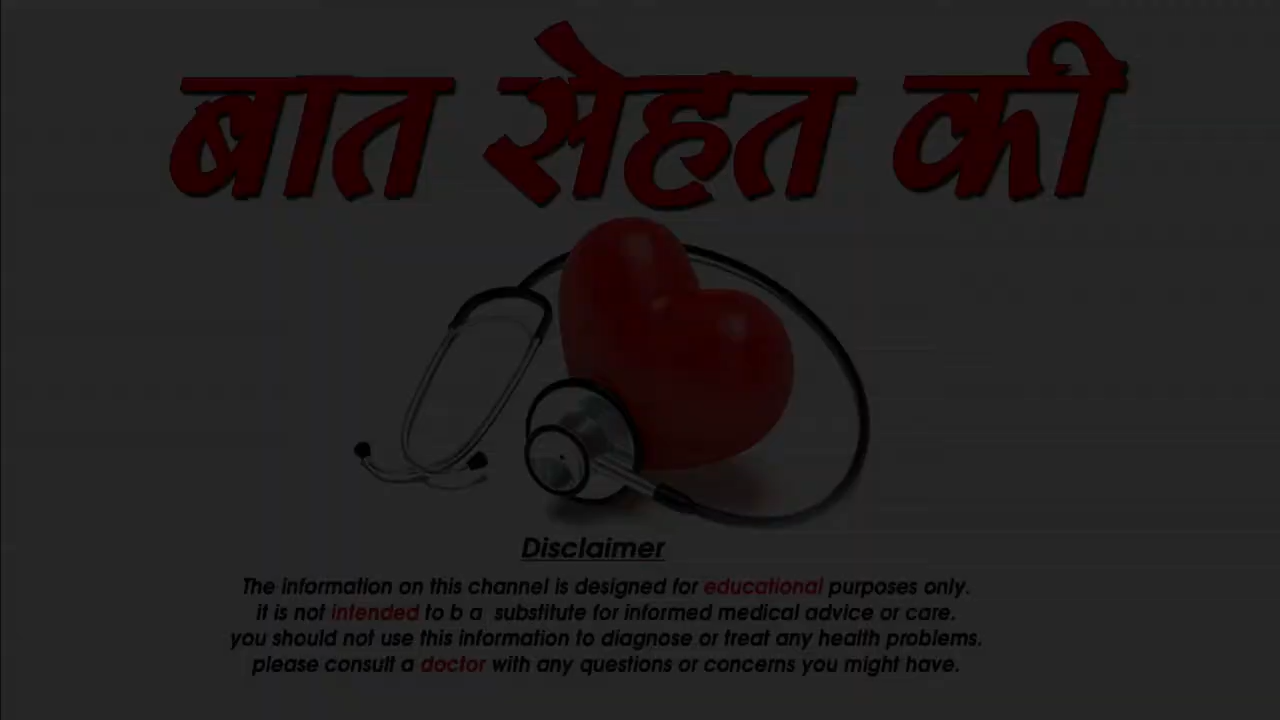 बात सेहत की
Disclaimer
The information on this channel is designed for educational purposes only.
it is not intended to b a substitute for informed medical advice or care.
you should not use this information to diagnose or treat any health problems.
please consult a doctor with any questions or concerns you might have.